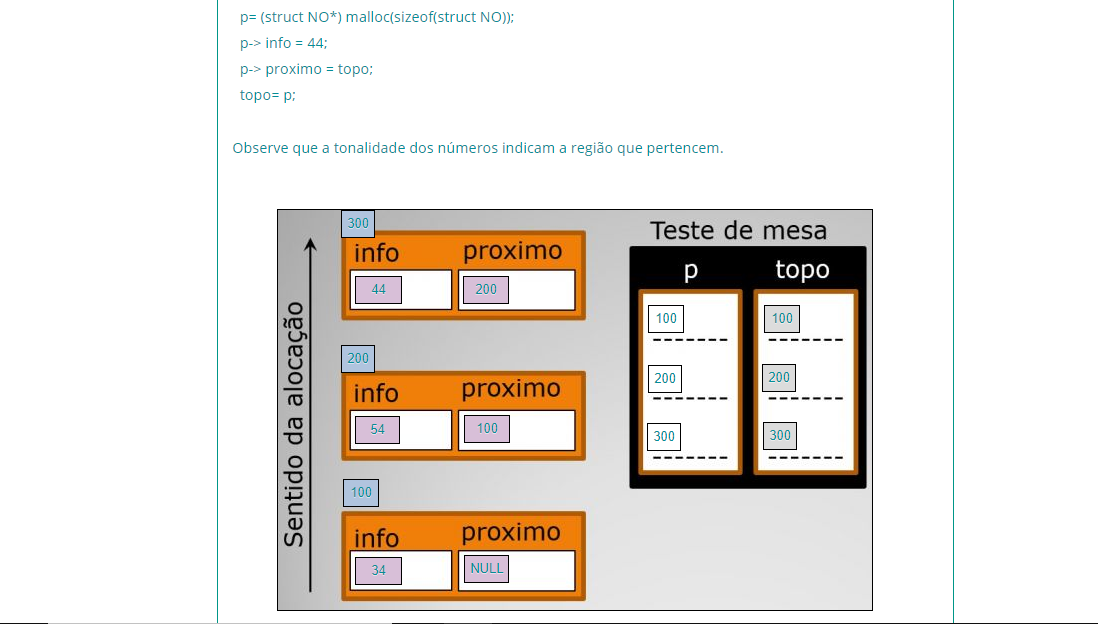 p= (struct NO*) malloc(sizeof(struct NO));
p-> info = 44;
p-> proximo = topo;
topo= p;
Observe que a tonalidade dos números indicam a região que pertencem.
Sentido da alocação
300
info proximo
44 200
200
info proximo
54 100
100
info proximo
34 NULL
Teste de mesa
p topo
100 100
200 200
300 300